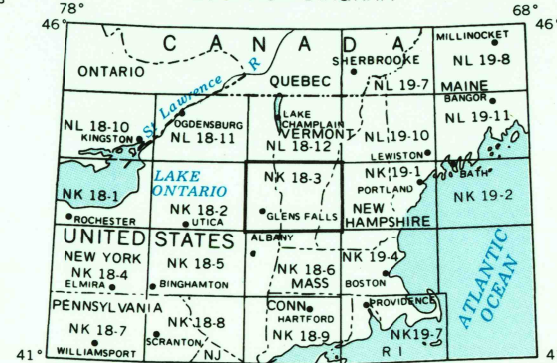 78°
68°
46°
46°
C A N A D A
MILLINOCKET
NL 19-8
ONTARIO
St Lawrence R
QUEBEC
SHERBROOKE
NL 19-7
MAINE
BANGOR
NL 19-11
NL 18-10
KINGSTON
OGDENSBURG
NL 18-11
LAKE
CHAMPLAIN
VERMONT
NL 18-12
NL 19-10
LEWISTON
NK 18-1
LAKE
ONTARIO
NK 18-3
NK 19-1
PORTLAND
BATH
NK 19-2
ROCHESTER
NK 18-2
UTICA
GLENS FALLS
NEW
HAMPSHIRE
UNITED STATES
ALBANY
NEW YORK
NK 18-4
ELMIRA
NK 18-5
BINGHAMTON
NK 18-6
MASS
NK 19-4
BOSTON
ATLANTIC
OCEAN
PENNSYLVANIA
NK 18-7
WILLIAMSPORT
NK 18-8
SCRANTON
NJ
CONN
HARTFORD
NK 18-9
PROVIDENCE
NK 19-7
R I
41°